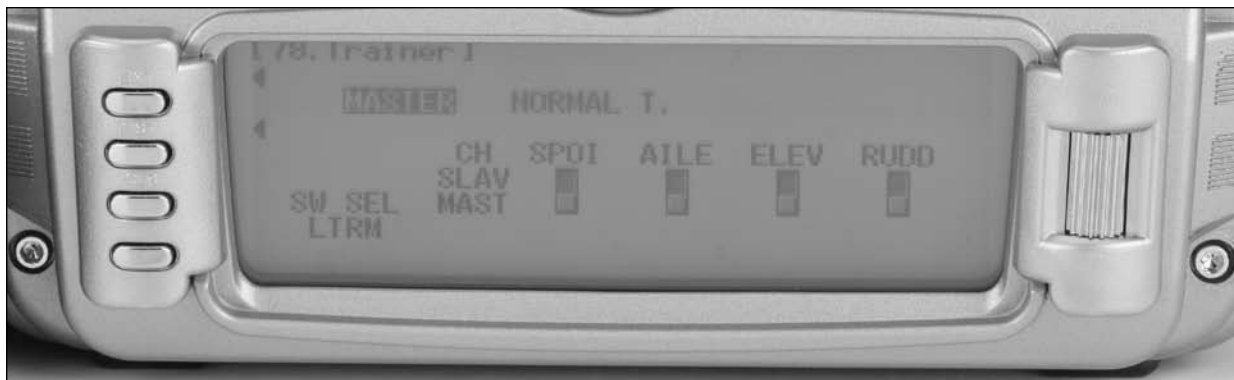 [78.Trainer]
MASTER NORMAL T.
CH SPOI AILE ELEV RUDD
SLAV
SW SEL MAST
LTRM